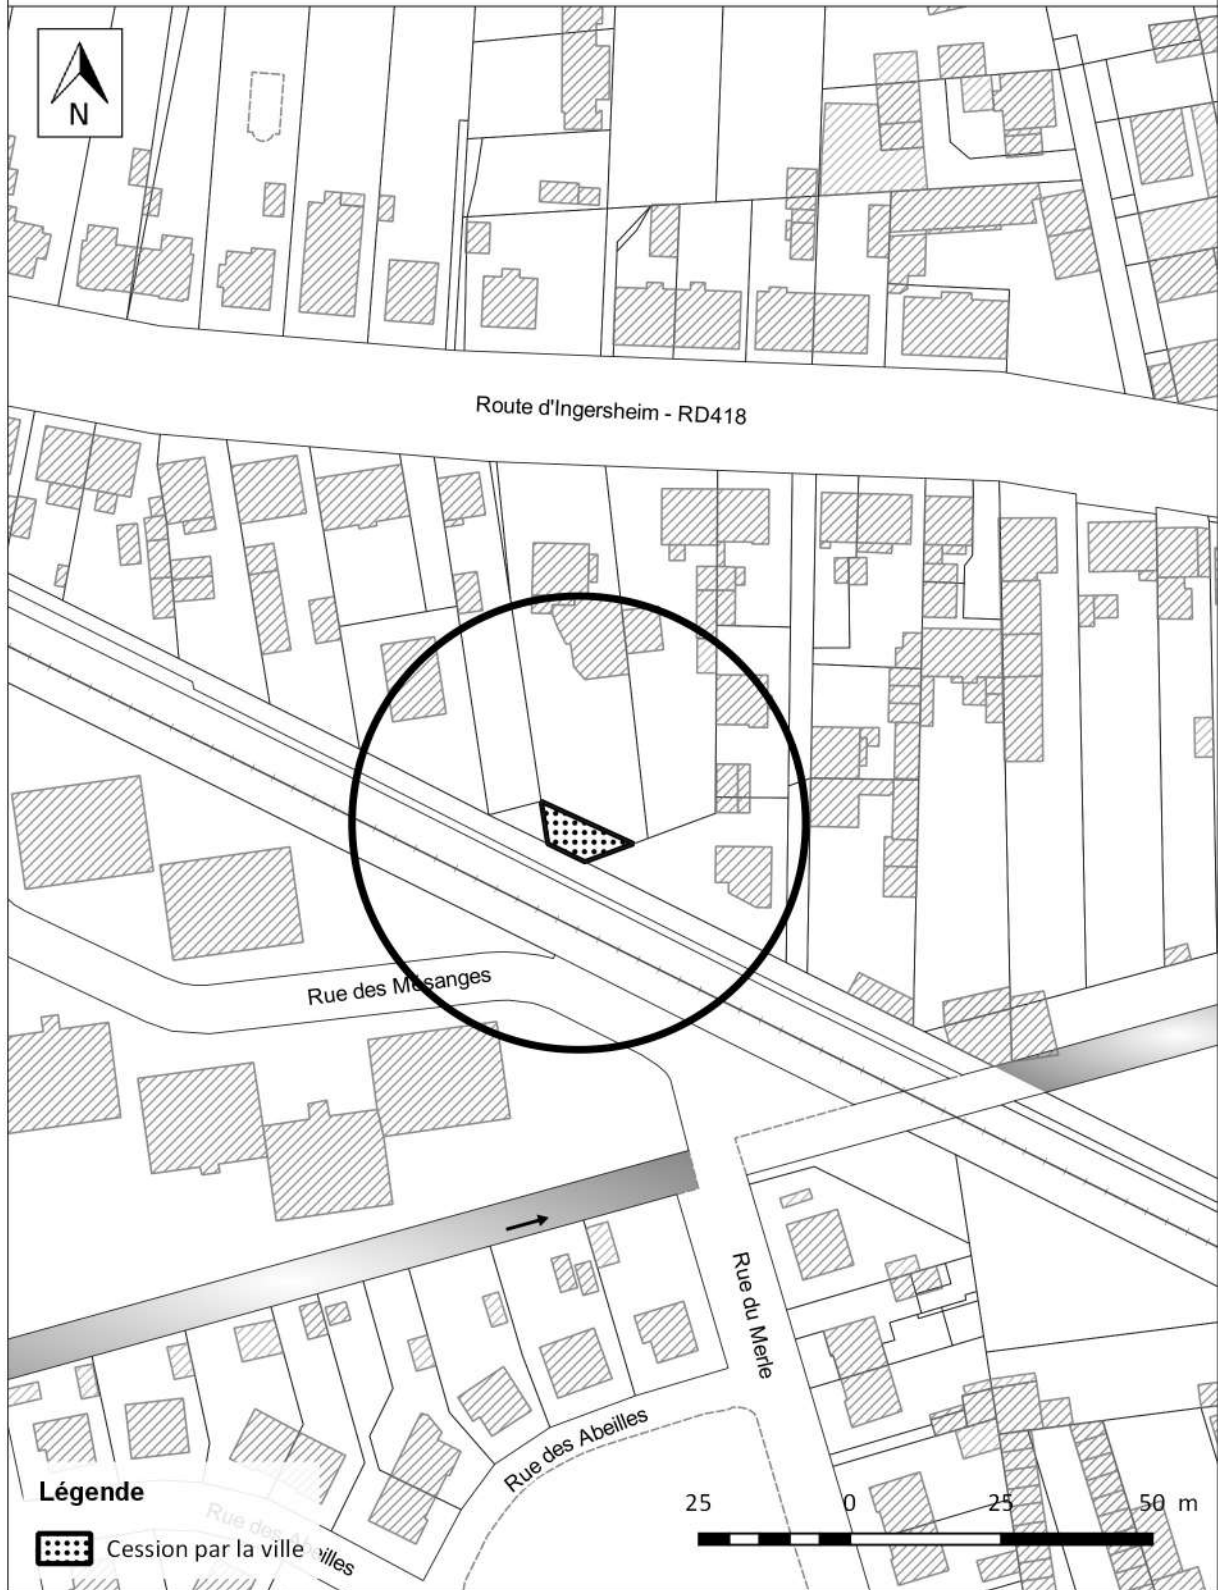 N
Route d'Ingersheim - RD418
Rue des Mésanges
Rue du Merle
Rue des Abeilles
Légende
Rue des Abeilles
Cession par la ville
25 0 25 50 m